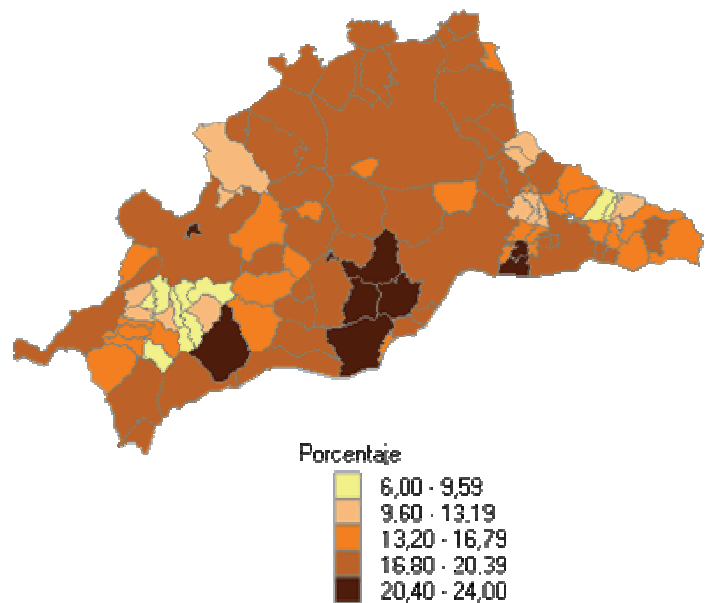 Porcentaje
6,00 - 9,59
9.60 - 13.19
13,20 - 16,79
16.80 - 20.39
20,40 - 24,00